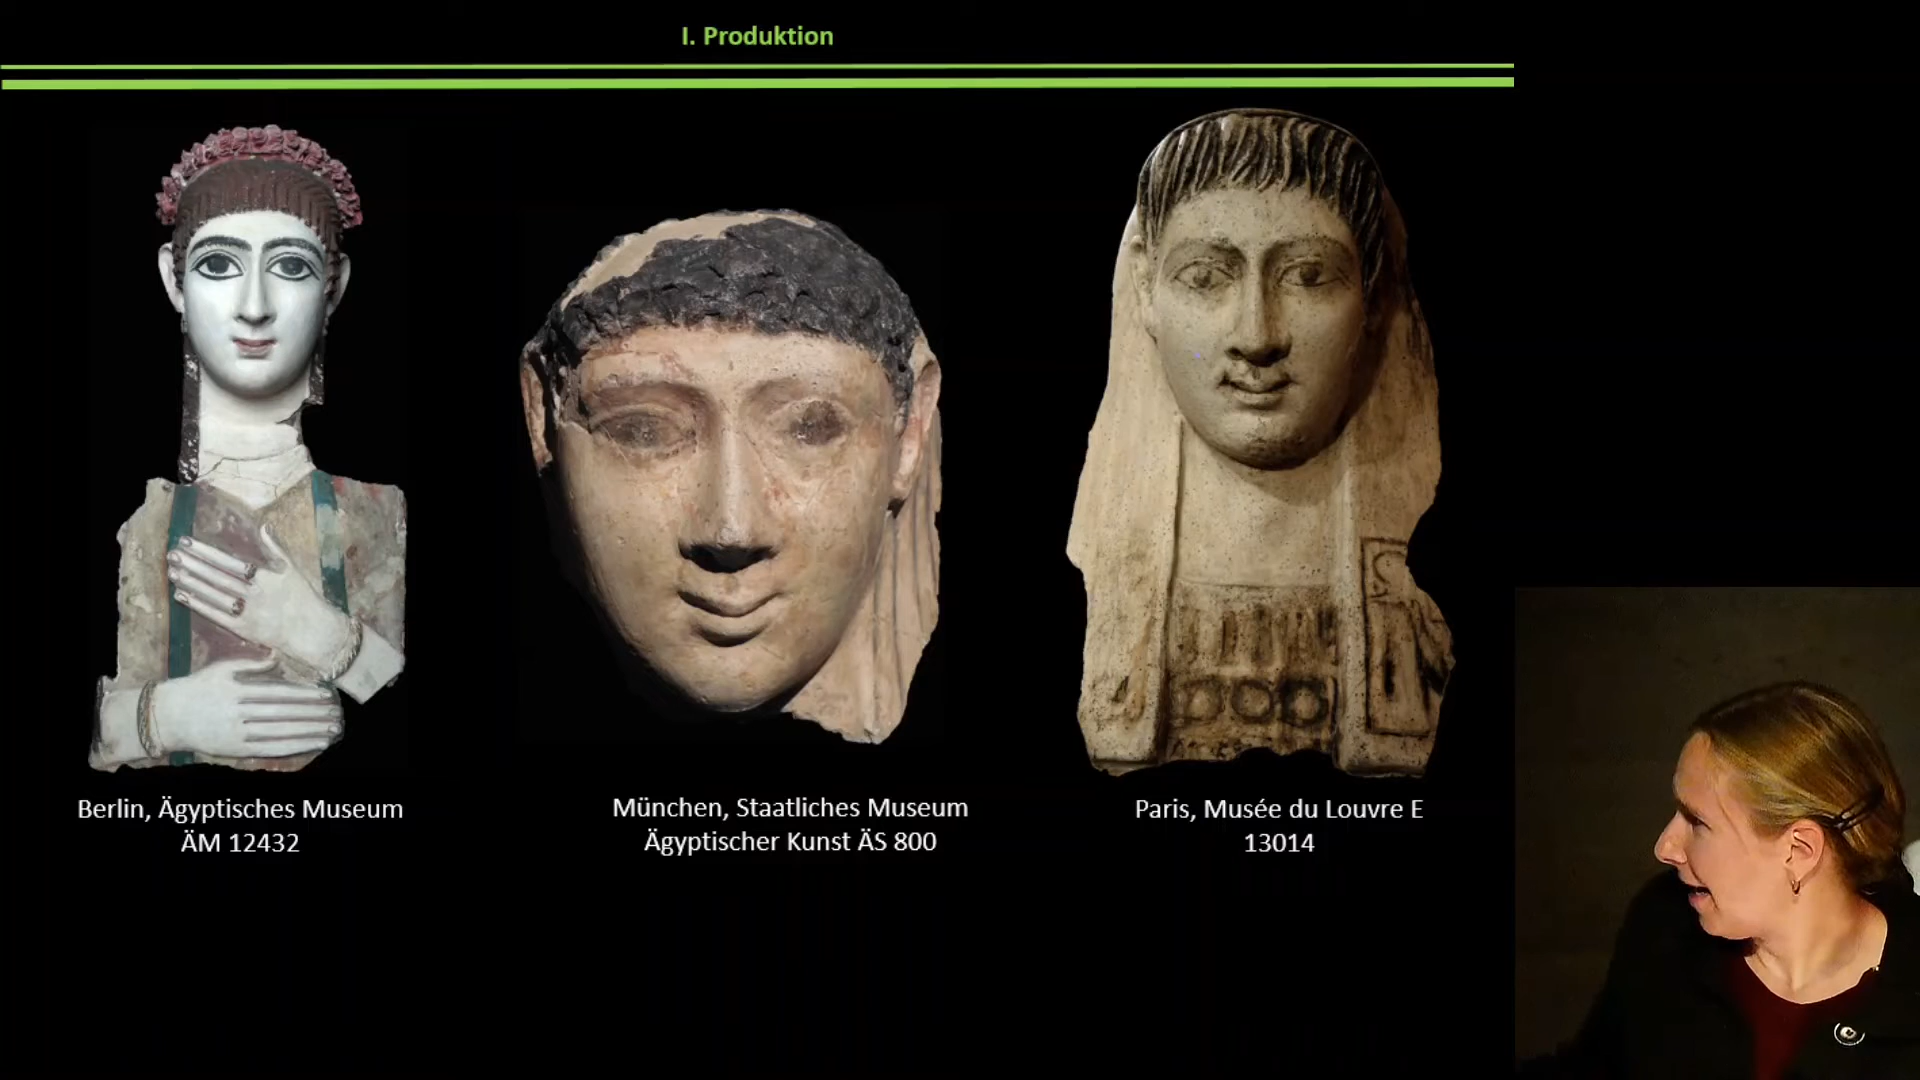 I. Produktion
Berlin, Ägyptisches Museum
ÄM 12432
München, Staatliches Museum
Ägyptischer Kunst ÄS 800
Paris, Musée du Louvre E
13014